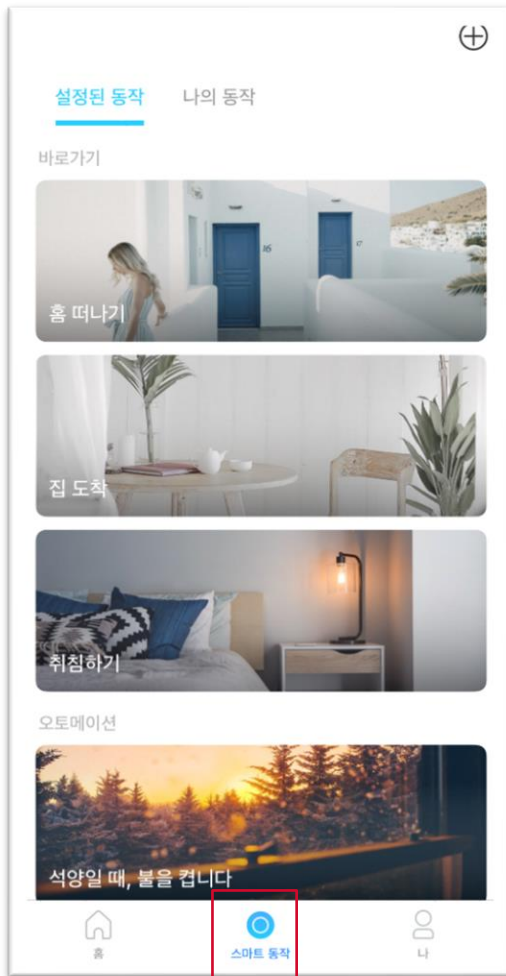 설정된 동작
나의 동작
바로가기
16
17
홈 떠나기
집 도착
취침하기
오토메이션
석양일 때, 불을 켭니다
홈
스마트 동작
나